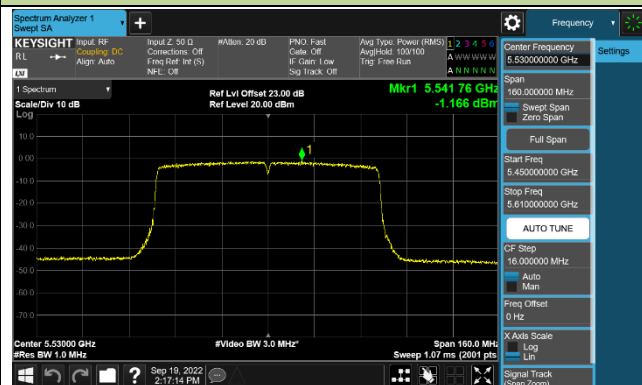 Spectrum Analyzer 1
Swept SA
Frequency
KEYSIGHT
Input: RF
Coupling: DC
Align: Auto
Input Z: 50 Ω
Corrections: Off
Freq Ref: Int (S)
NFE: Off
#Atten: 20 dB
PNO: Fast
Gate: Off
IF Gain: Low
Sig Track: Off
Avg Type: Power (RMS)
Avg|Hold: 100/100
Trig: Free Run
1 2 3 4 5 6
A W W W W W
A N N N N N
RL
LXI
1 Spectrum
Scale/Div 10 dB
Log
Ref Lvl Offset 23.00 dB
Ref Level 20.00 dBm
Mkr1 5.541 76 GHz
-1.166 dBm
10.0
0.00
-10.0
-20.0
-30.0
-40.0
-50.0
-60.0
-70.0
1
Center 5.53000 GHz
#Res BW 1.0 MHz
#Video BW 3.0 MHz*
Span 160.0 MHz
Sweep 1.07 ms (2001 pts)
Sep 19, 2022
2:17:14 PM
Settings
Center Frequency
5.530000000 GHz
Span
160.000000 MHz
Swept Span
Zero Span
Full Span
Start Freq
5.450000000 GHz
Stop Freq
5.610000000 GHz
AUTO TUNE
CF Step
16.000000 MHz
Auto
Man
Freq Offset
0 Hz
X Axis Scale
Log
Lin
Signal Track
(Span Zoom)